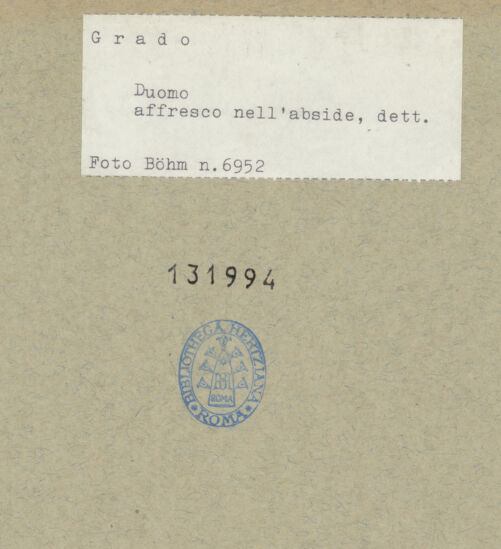 G r a d o
Duomo
affresco nell'abside, dett.
Foto Böhm n.6952
131994
BIBLIOTHECA HERTZIANA
ROMA
ROMA